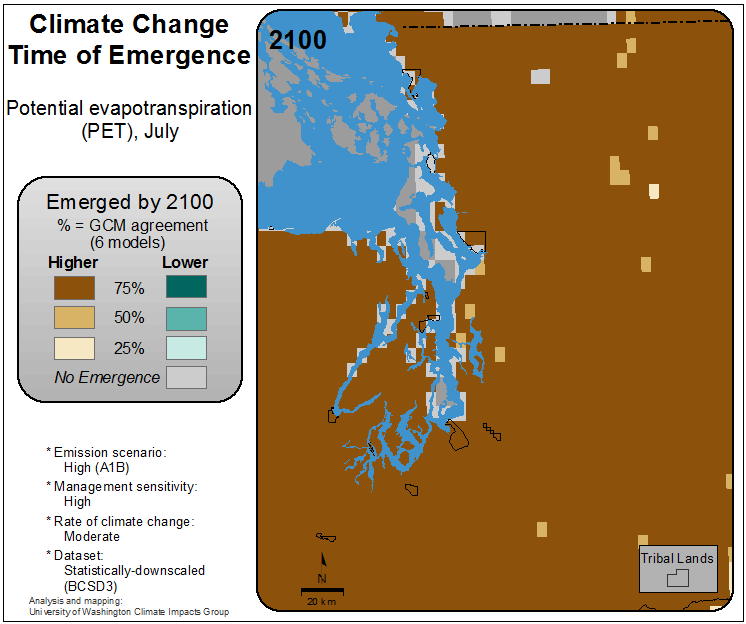 Climate Change
Time of Emergence
Potential evapotranspiration
(PET), July
Emerged by 2100
% = GCM agreement
(6 models)
Higher Lower
75%
50%
25%
No Emergence
* Emission scenario:
High (A1B)
* Management sensitivity:
High
* Rate of climate change:
Moderate
* Dataset:
Statistically-downscaled
(BCSD3)
Analysis and mapping:
University of Washington Climate Impacts Group
2100
N
20 km
Tribal Lands